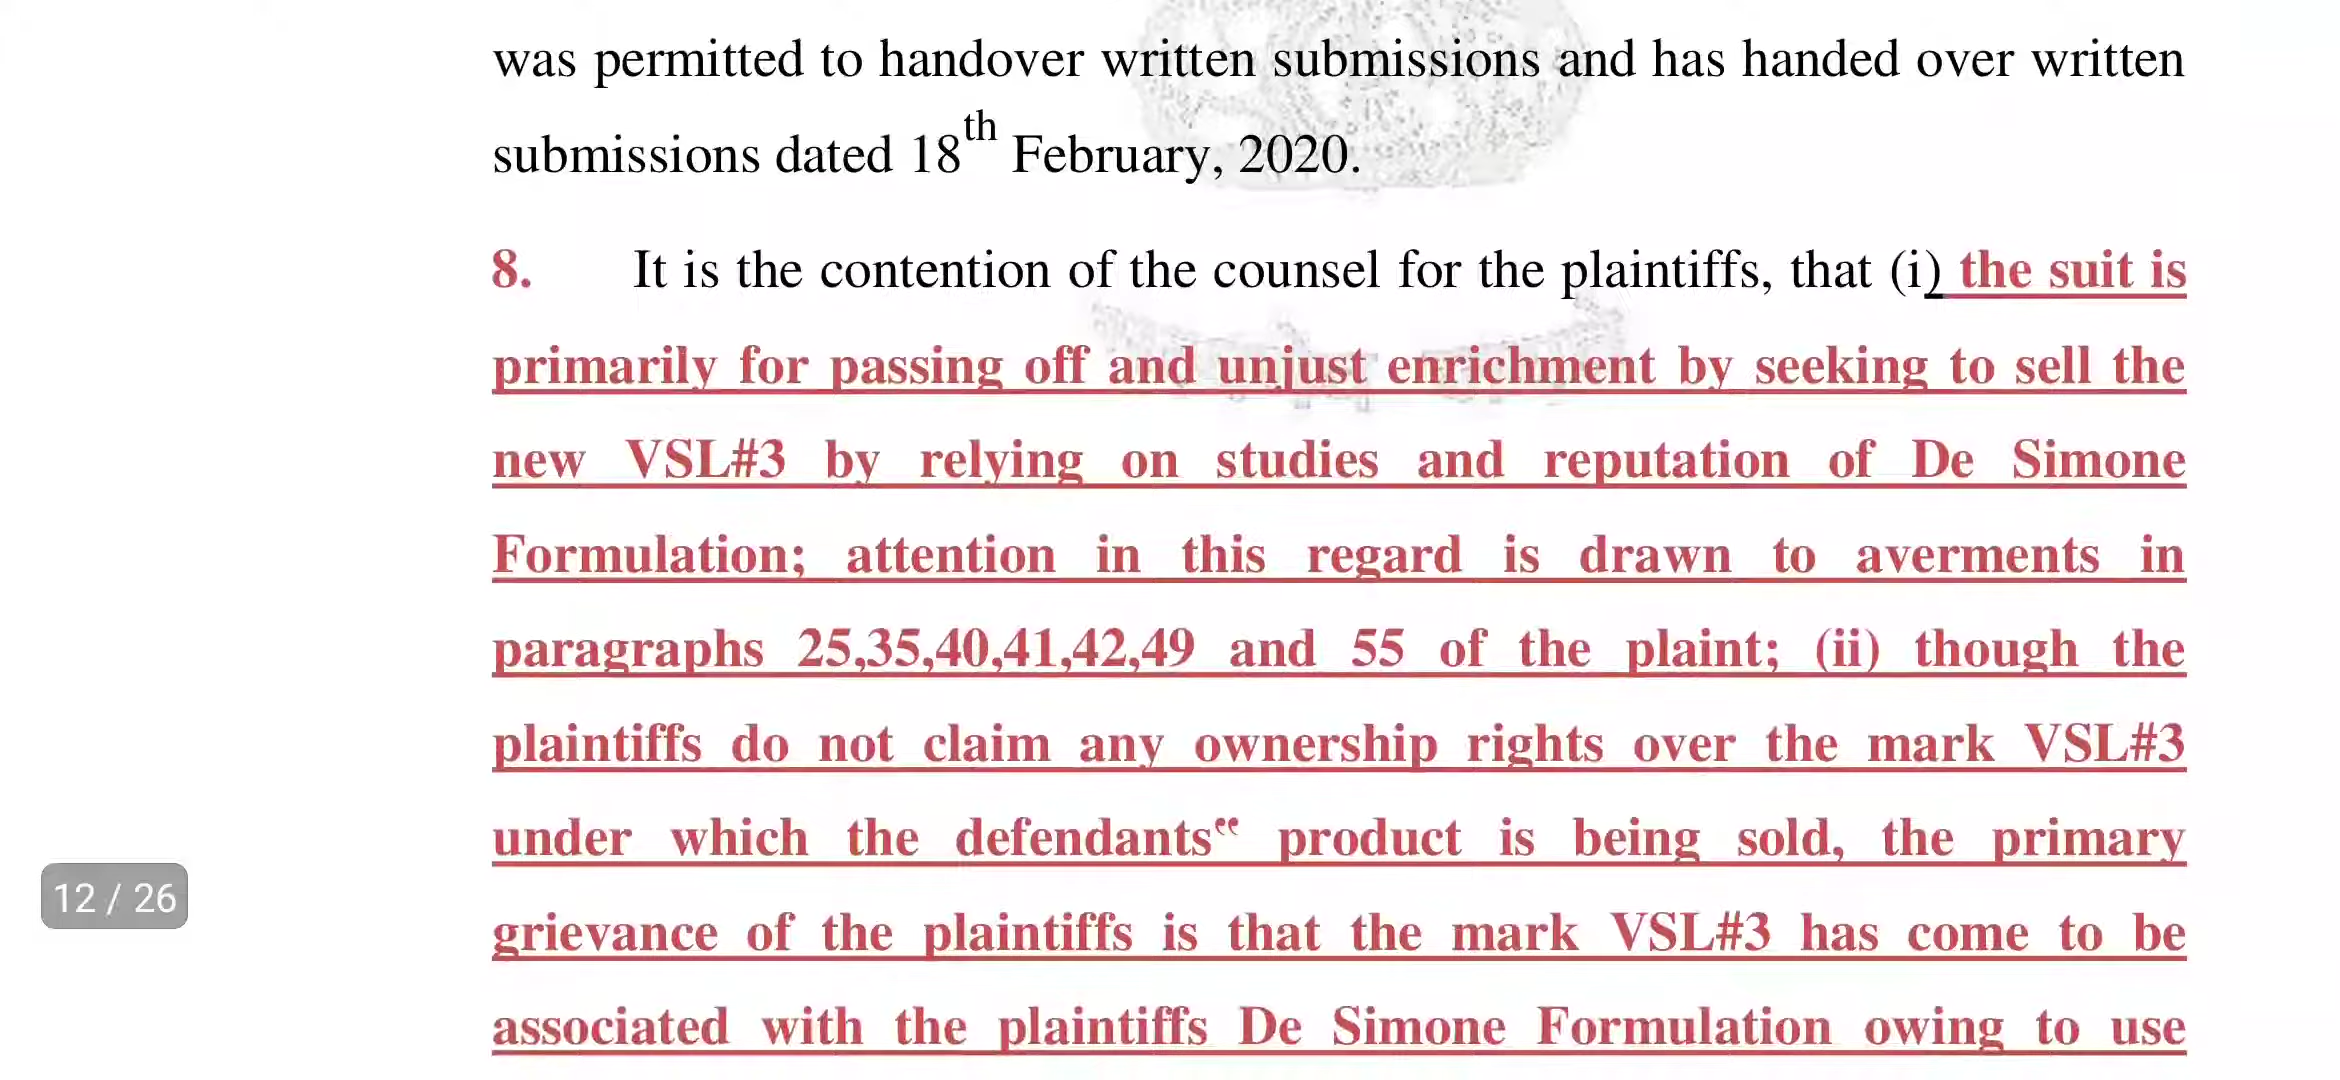 was permitted to handover written submissions and has handed over written
submissions dated 18th February, 2020.
8. It is the contention of the counsel for the plaintiffs, that (i) the suit is
primarily for passing off and unjust enrichment by seeking to sell the
new VSL#3 by relying on studies and reputation of De Simone
Formulation; attention in this regard is drawn to averments in
paragraphs 25,35,40,41,42,49 and 55 of the plaint; (ii) though the
plaintiffs do not claim any ownership rights over the mark VSL#3
under which the defendants‟ product is being sold, the primary
grievance of the plaintiffs is that the mark VSL#3 has come to be
associated with the plaintiffs De Simone Formulation owing to use
12 / 26